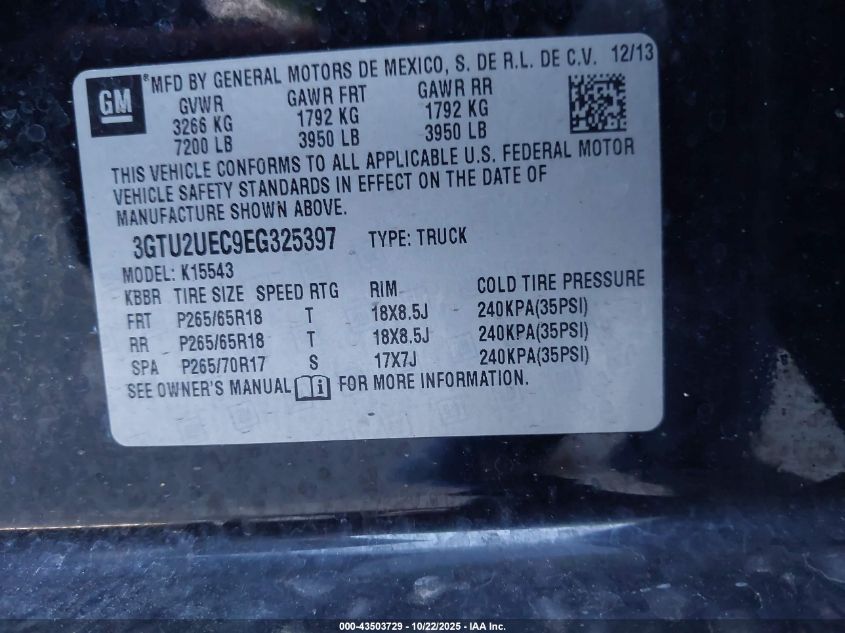 GM
® MFD BY GENERAL MOTORS DE MEXICO, S. DE R.L. DE C.V. 12/13
GVWR GAWR FRT GAWR RR
3266 KG 1792 KG 1792 KG
7200 LB 3950 LB 3950 LB
THIS VEHICLE CONFORMS TO ALL APPLICABLE U.S. FEDERAL MOTOR
VEHICLE SAFETY STANDARDS IN EFFECT ON THE DATE OF
MANUFACTURE SHOWN ABOVE.
3GTU2UEC9EG325397 TYPE: TRUCK
MODEL: K15543
KBBR TIRE SIZE SPEED RTG RIM COLD TIRE PRESSURE
FRT P265/65R18 T 18X8.5J 240KPA(35PSI)
RR P265/65R18 T 18X8.5J 240KPA(35PSI)
SPA P265/70R17 S 17X7J 240KPA(35PSI)
SEE OWNER'S MANUAL FOR MORE INFORMATION.
000-43503729 - 10/22/2025 - IAA Inc.